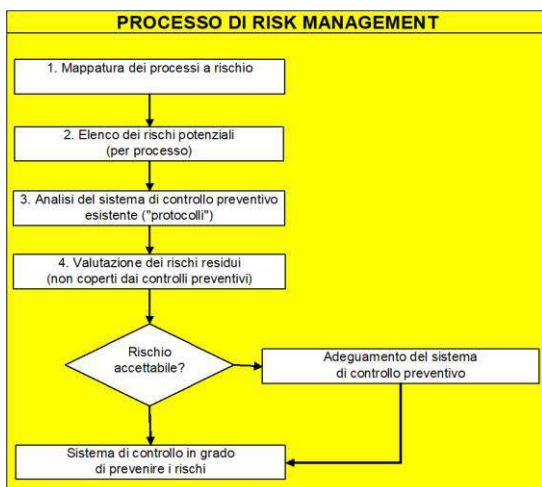 PROCESSO DI RISK MANAGEMENT
1. Mappatura dei processi a rischio
2. Elenco dei rischi potenziali
(per processo)
3. Analisi del sistema di controllo preventivo
esistente ("protocolli")
4. Valutazione dei rischi residui
(non coperti dai controlli preventivi)
Rischio
accettabile?
Adeguamento del sistema
di controllo preventivo
Sistema di controllo in grado
di prevenire i rischi